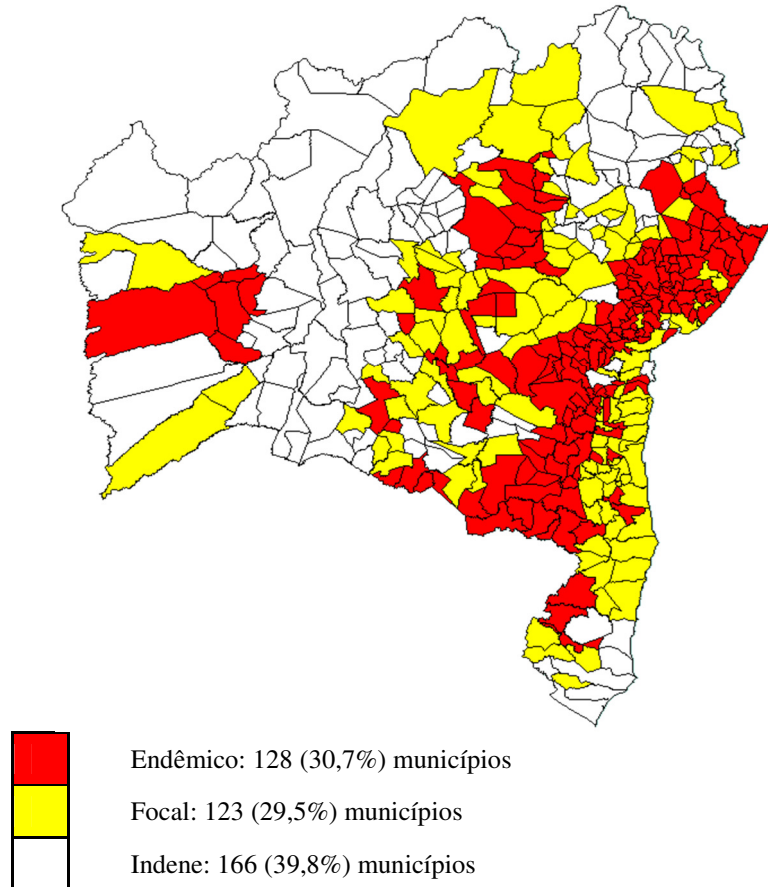 Endêmico: 128 (30,7%) municípios
Focal: 123 (29,5%) municípios
Indene: 166 (39,8%) municípios